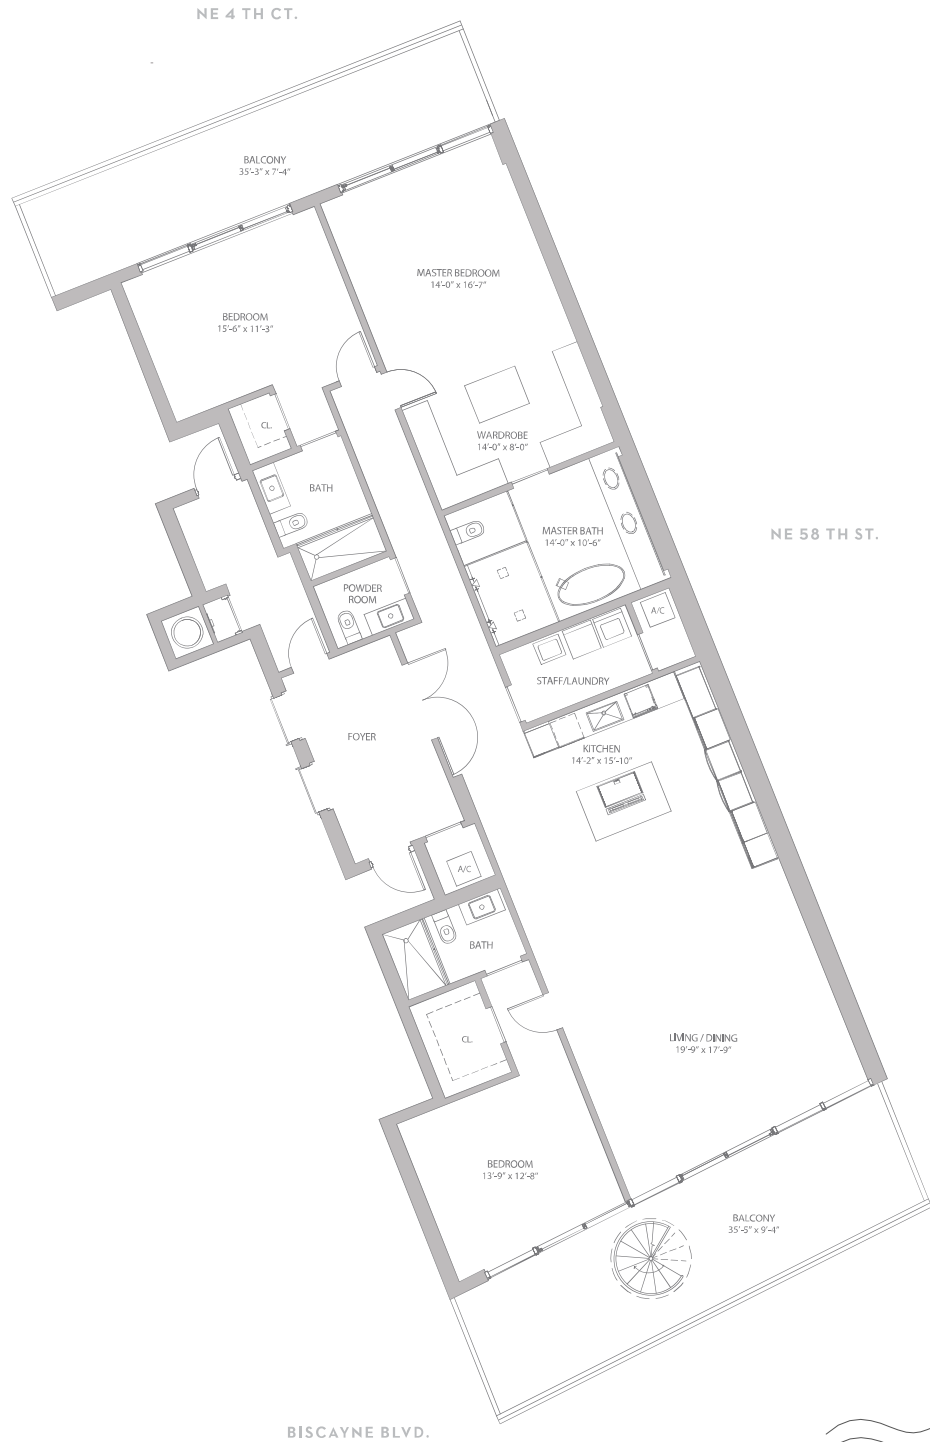 NE 4 TH CT.
BALCONY
35'-3" x 7'-4"
MASTER BEDROOM
14'-0" x 16'-7"
BEDROOM
15'-6" x 11'-3"
CL.
WARDROBE
14'-0" x 8'-0"
BATH
MASTER BATH
14'-0" x 10'-6"
NE 58 TH ST.
POWDER
ROOM
A/C
STAFF/LAUNDRY
FOYER
KITCHEN
14'-2" x 15'-10"
A/C
BATH
CL.
LIVING / DINING
19'-9" x 17'-9"
BEDROOM
13'-9" x 12'-8"
BALCONY
35'-5" x 9'-4"
BISCAYNE BLVD.